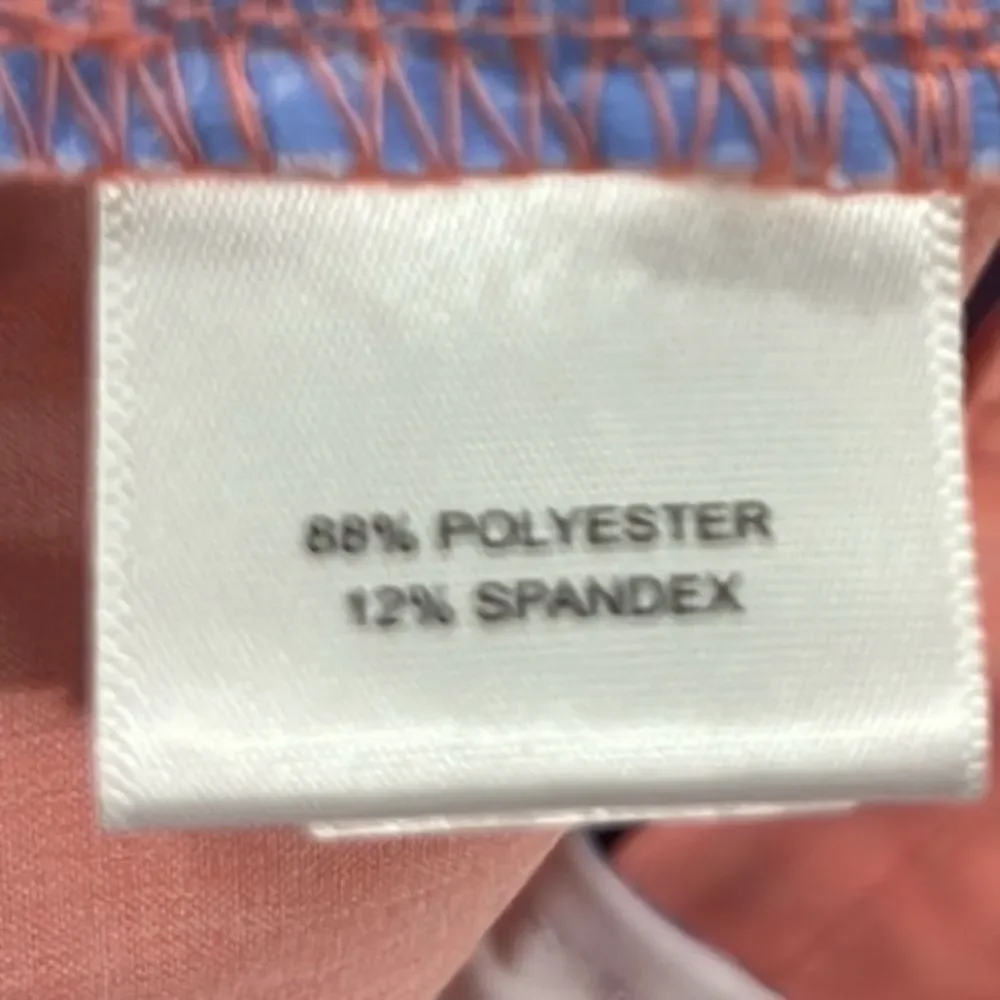 88% POLYESTER
12% SPANDEX